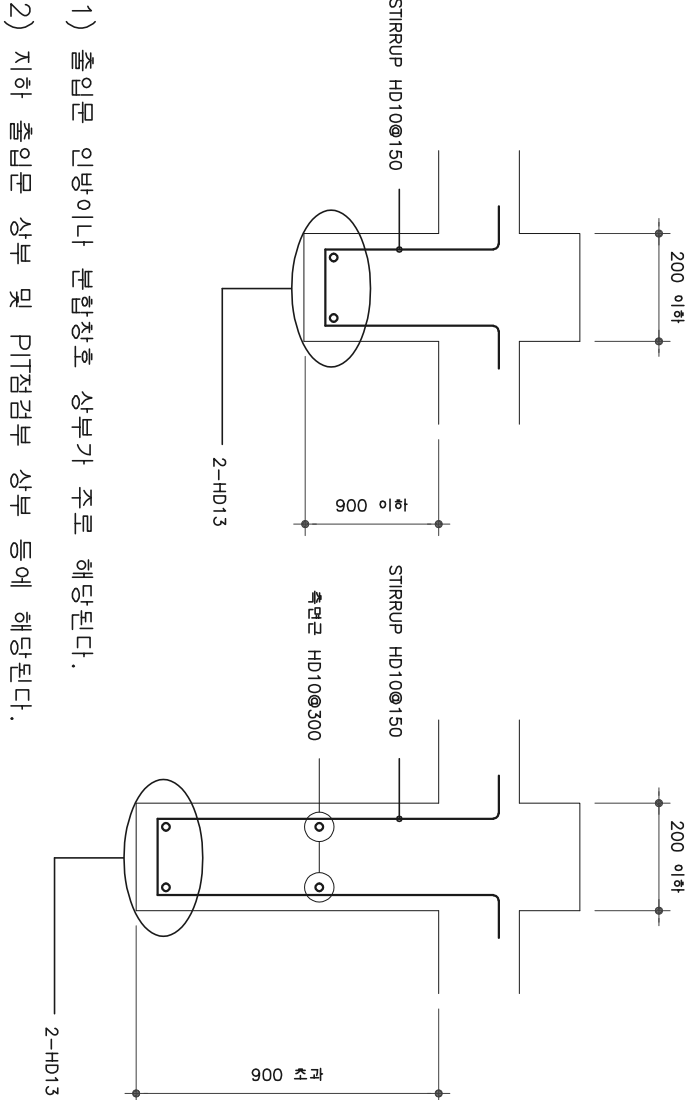 200 이하
STIRRUP HD10@150
2-HD13
900 이하
200 이하
STIRRUP HD10@150
측면근 HD10@300
2-HD13
900 초과
1) 출입문 인방이나 분합창호 상부가 주로 해당된다.
2) 지하 출입문 상부 및 PIT점검부 상부 등에 해당된다.